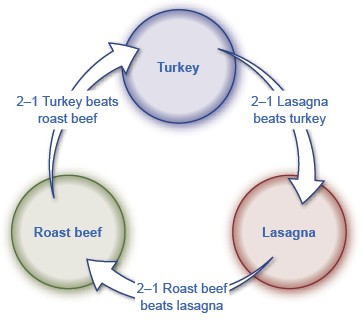 Turkey
2–1 Turkey beats
roast beef
2–1 Lasagna
beats turkey
Roast beef
Lasagna
2–1 Roast beef
beats lasagna